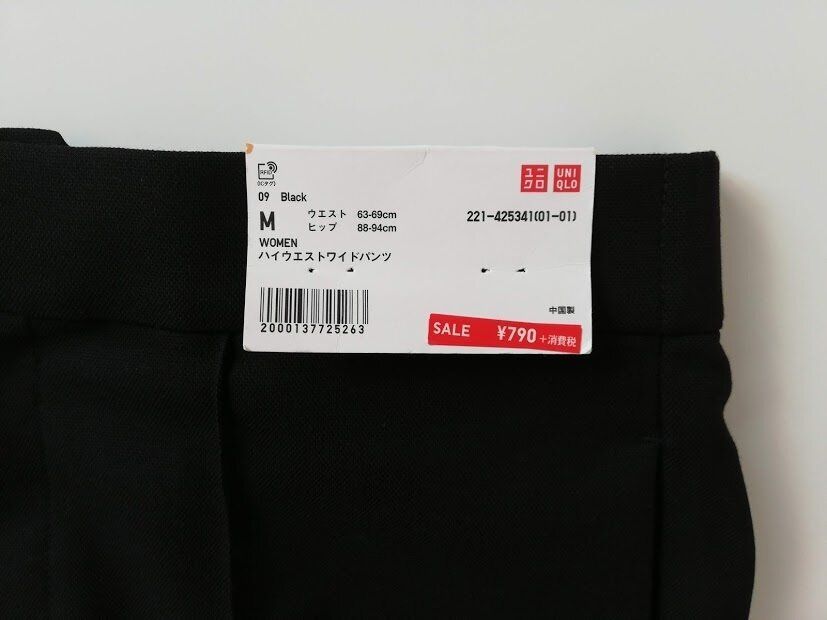 RFID
(ICタグ)
ユニクロ
UNIQLO
09 Black
M
ウエスト 63-69cm
ヒップ 88-94cm
221-425341(01-01)
WOMEN
ハイウエストワイドパンツ
中国製
2000137725263
SALE ¥790 +消費税